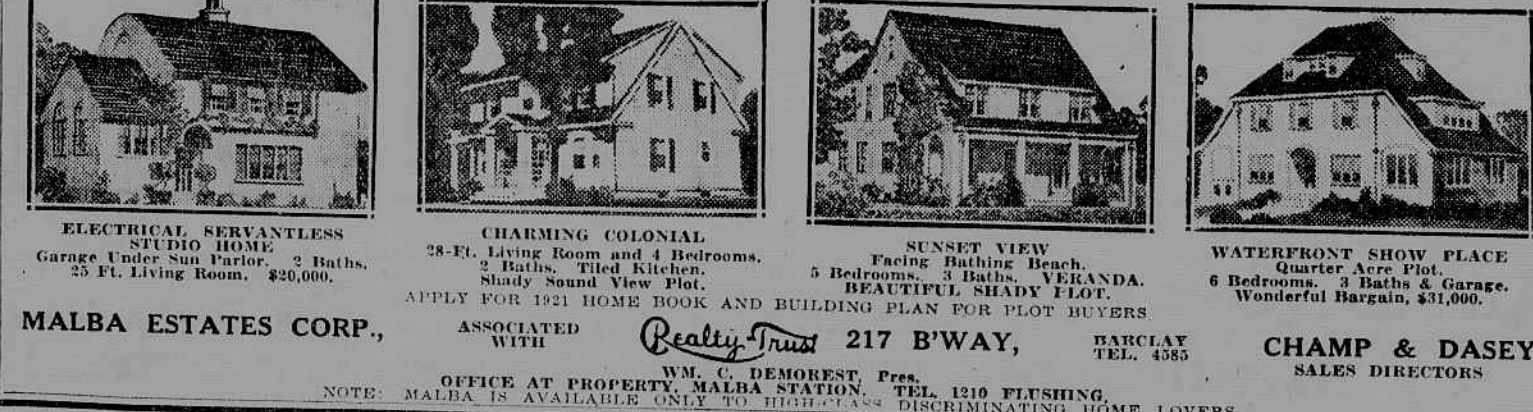 ELECTRICAL SERVANTLESS
STUDIO HOME
Garage Under Sun Parlor. 2 Baths.
25 Ft. Living Room. $20,000.
CHARMING COLONIAL
28-Ft. Living Room and 4 Bedrooms.
2 Baths. Tiled Kitchen.
Shady Sound View Plot.
SUNSET VIEW
Facing Bathing Beach.
5 Bedrooms. 3 Baths. VERANDA.
BEAUTIFUL SHADY PLOT.
WATERFRONT SHOW PLACE
Quarter Acre Plot.
6 Bedrooms. 3 Baths & Garage.
Wonderful Bargain, $31,000.
APPLY FOR 1921 HOME BOOK AND BUILDING PLAN FOR PLOT BUYERS
MALBA ESTATES CORP.,
ASSOCIATED
WITH
Realty-Trust
217 B'WAY,
BARCLAY
TEL. 4585
CHAMP & DASEY
SALES DIRECTORS
WM. C. DEMOREST, Pres.
OFFICE AT PROPERTY, MALBA STATION. TEL. 1210 FLUSHING.
NOTE: MALBA IS AVAILABLE ONLY TO HIGH-CLASS DISCRIMINATING HOME LOVERS